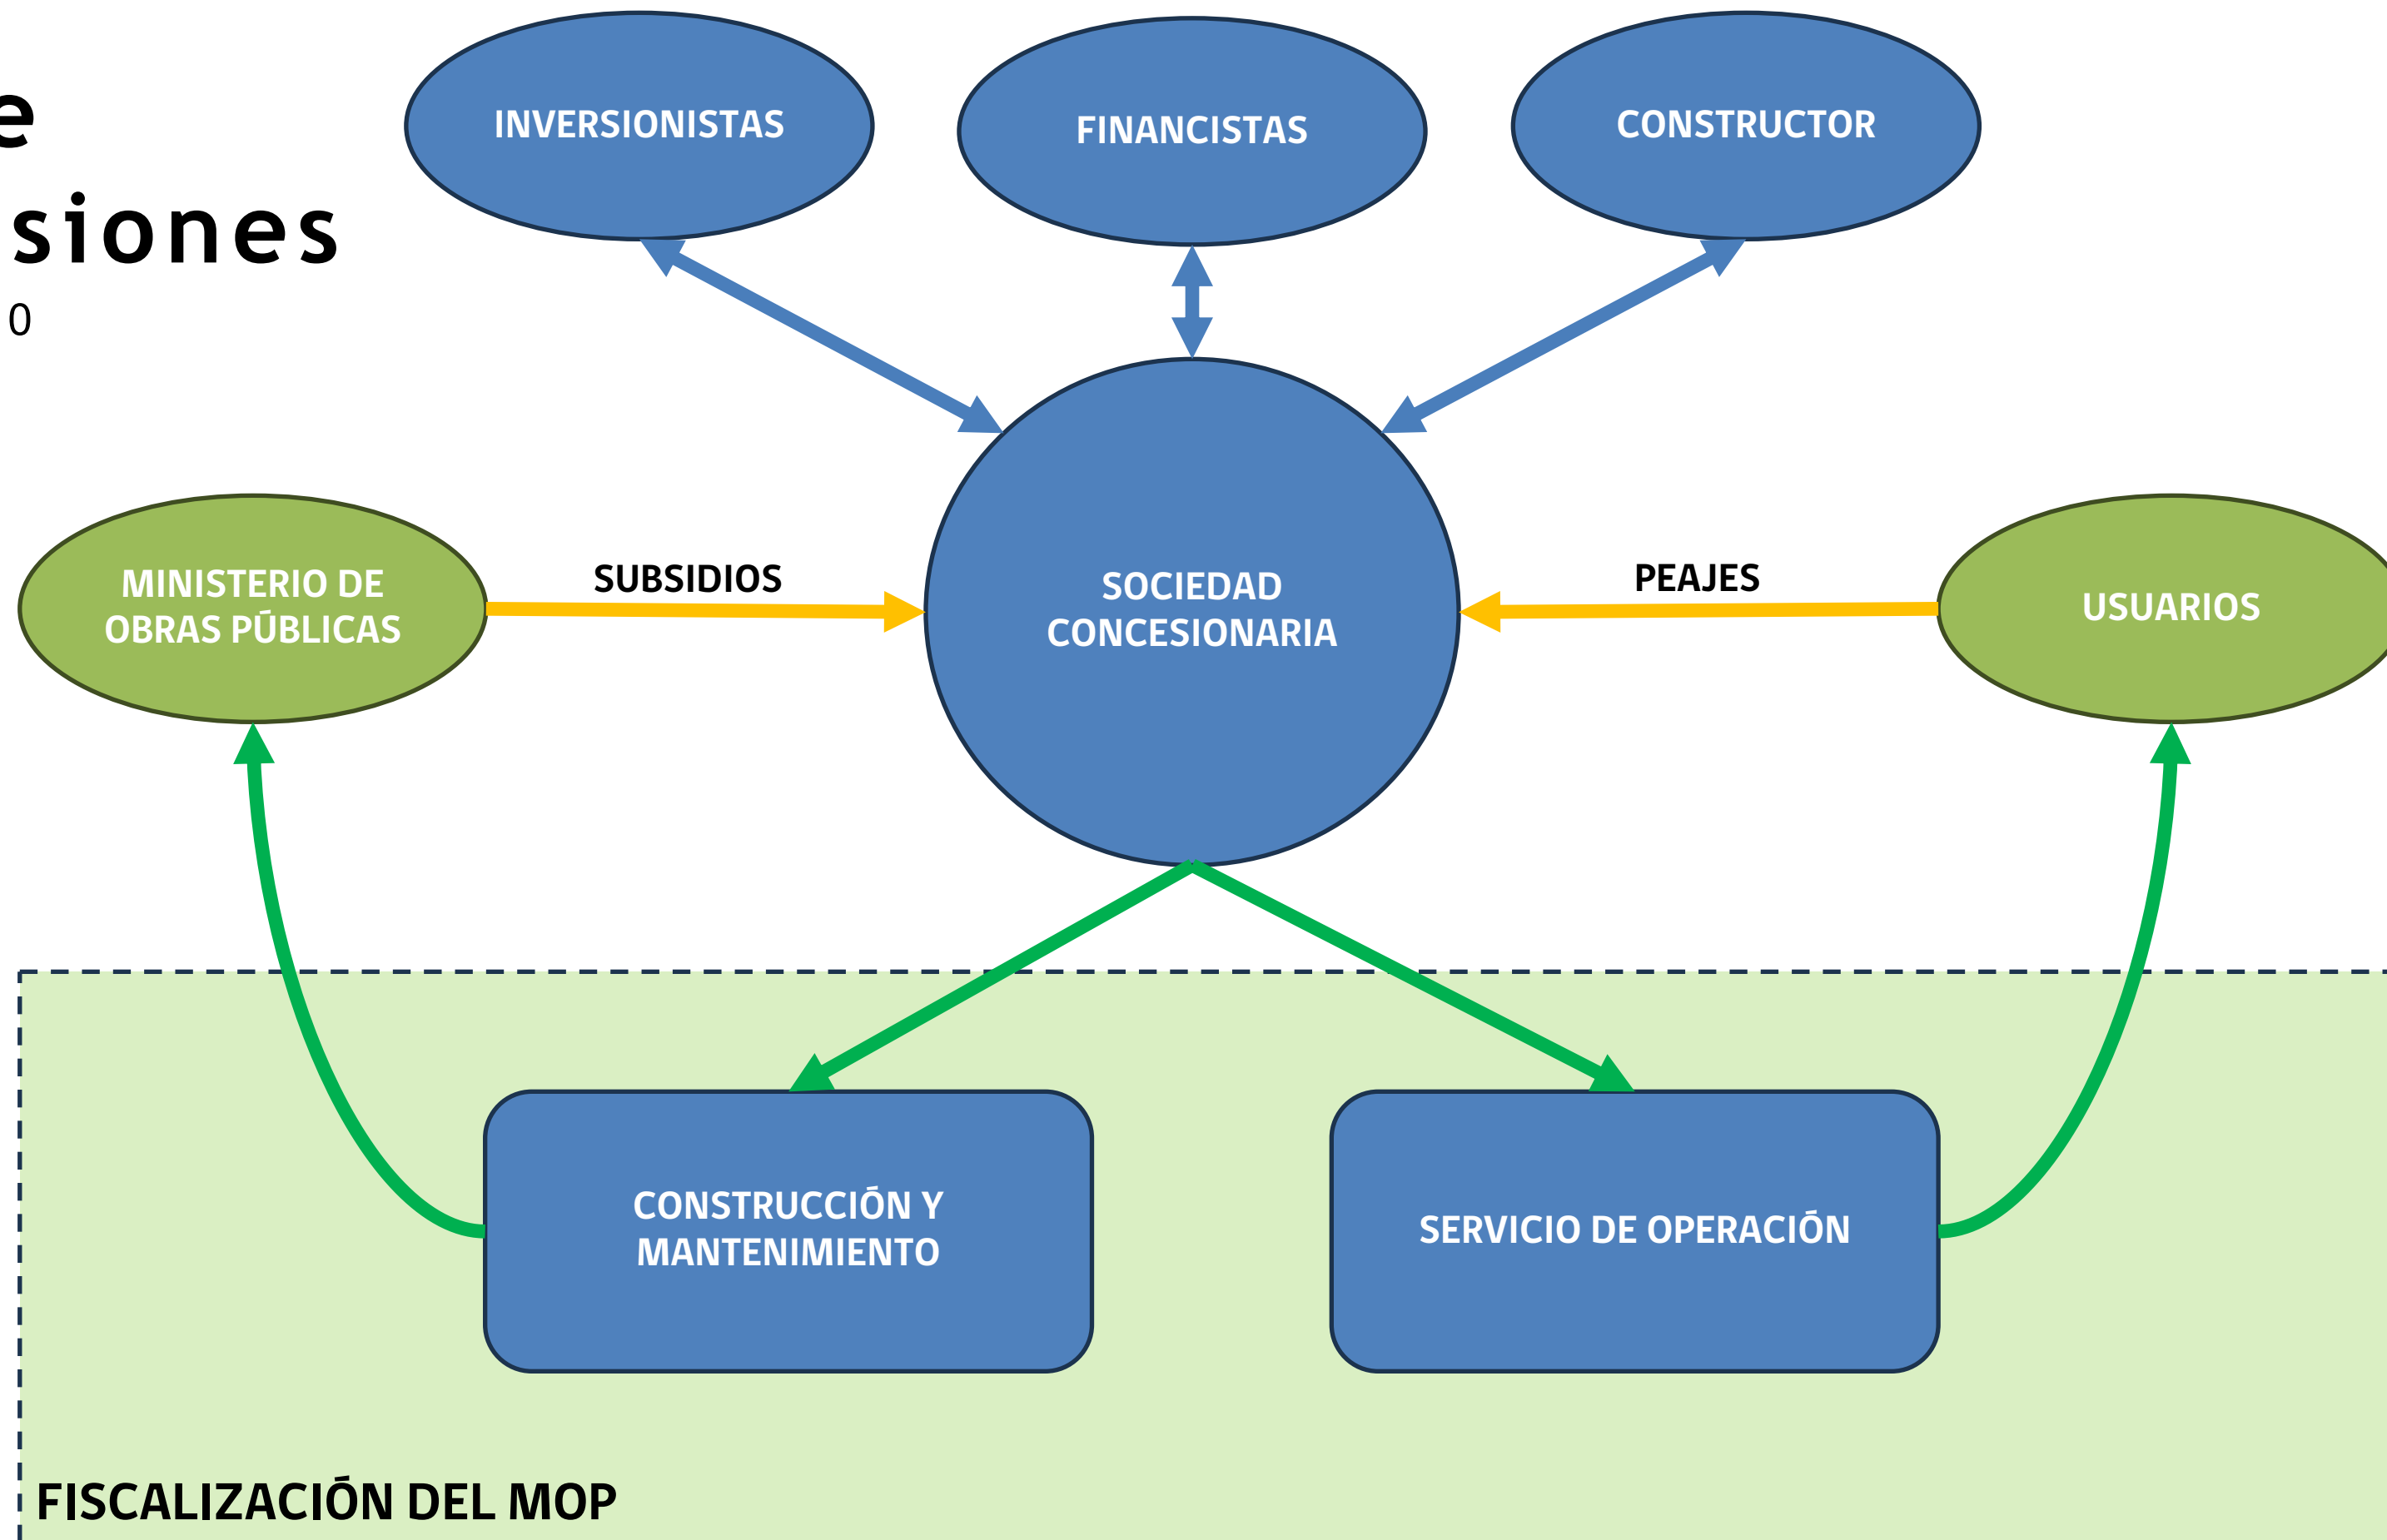 INVERSIONISTAS
FINANCISTAS
CONSTRUCTOR
e
siones
O
MINISTERIO DE
OBRAS PÚBLICAS
SUBSIDIOS
SOCIEDAD
CONCESIONARIA
PEAJES
USUARIOS
CONSTRUCCIÓN Y
MANTENIMIENTO
SERVICIO DE OPERACIÓN
FISCALIZACIÓN DEL MOP